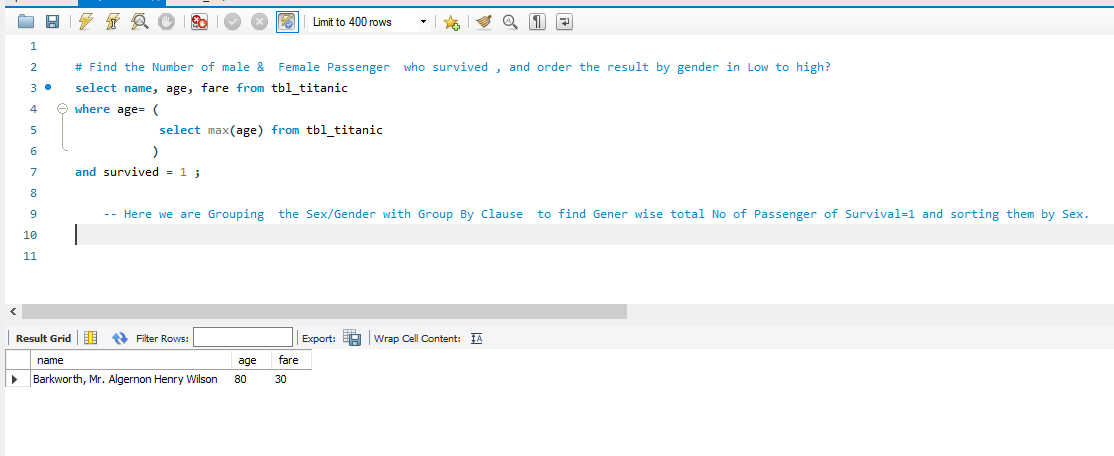 Limit to 400 rows
1
2 # Find the Number of male & Female Passenger who survived , and order the result by gender in Low to high?
3 select name, age, fare from tbl_titanic
4 where age= (
5 select max(age) from tbl_titanic
6 )
7 and survived = 1 ;
8
9 -- Here we are Grouping the Sex/Gender with Group By Clause to find Gener wise total No of Passenger of Survival=1 and sorting them by Sex.
10
11
Result Grid Filter Rows: Export: Wrap Cell Content: IA
name age fare
Barkworth, Mr. Algernon Henry Wilson 80 30